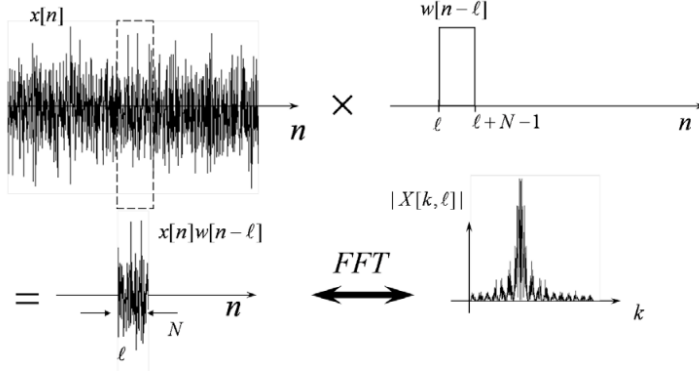 x[n]
w[n−ℓ]
×
n
ℓ
ℓ+N−1
n
|X[k,ℓ]|
x[n]w[n−ℓ]
FFT
=
n
N
k
ℓ